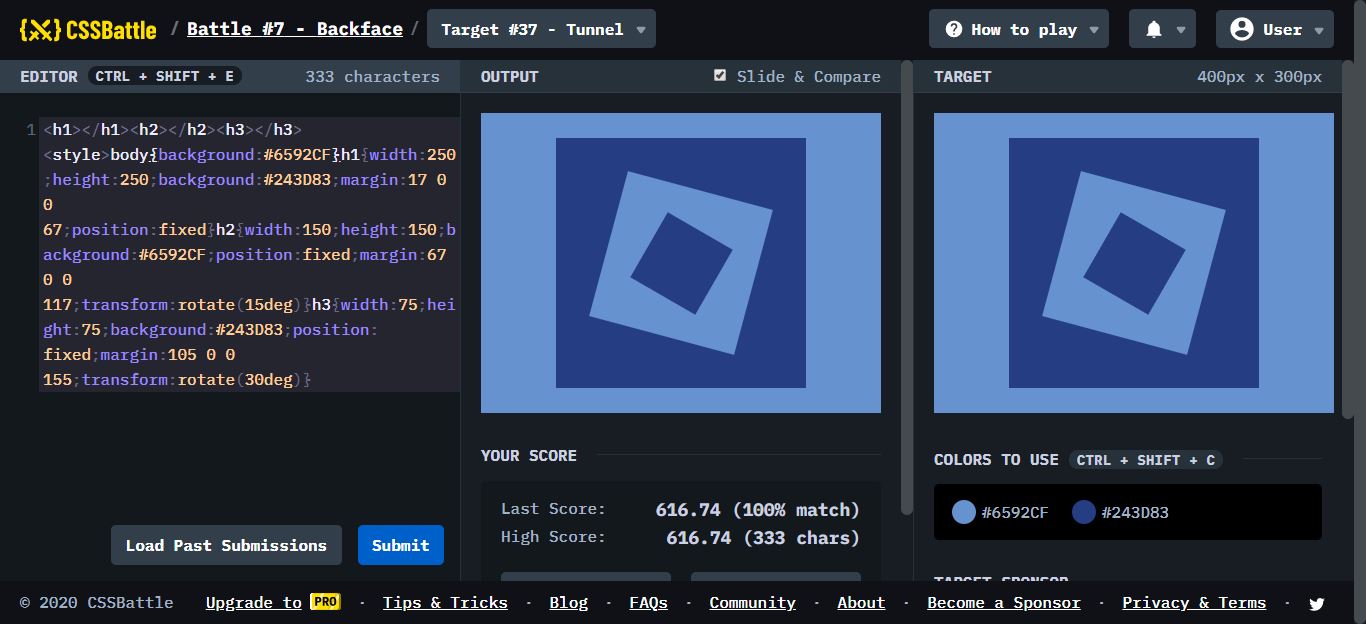 {X} CSSBattle / Battle #7 - Backface / Target #37 - Tunnel ▾ How to play ▾ User ▾
EDITOR CTRL + SHIFT + E 333 characters OUTPUT Slide & Compare TARGET 400px x 300px
1 <h1></h1><h2></h2><h3></h3>
<style>body{background:#6592CF}h1{width:250
;height:250;background:#243D83;margin:17 0
0
67;position:fixed}h2{width:150;height:150;b
ackground:#6592CF;position:fixed;margin:67
0 0
117;transform:rotate(15deg)}h3{width:75;hei
ght:75;background:#243D83;position:
fixed;margin:105 0 0
155;transform:rotate(30deg)}
Load Past Submissions Submit
YOUR SCORE
Last Score: 616.74 (100% match)
High Score: 616.74 (333 chars)
COLORS TO USE CTRL + SHIFT + C
#6592CF #243D83
TARGET SPONSOR
© 2020 CSSBattle Upgrade to PRO · Tips & Tricks · Blog · FAQs · Community · About · Become a Sponsor · Privacy & Terms ·